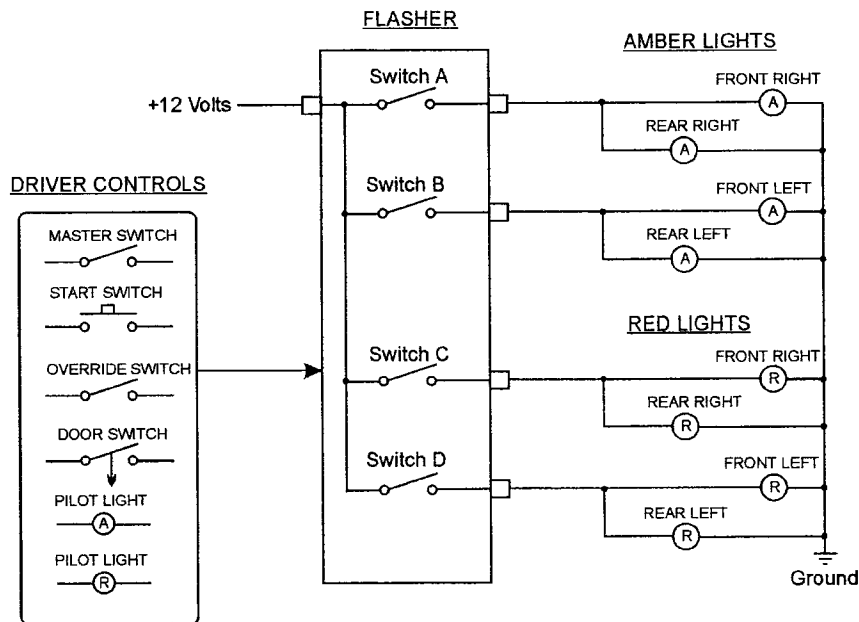 FLASHER
AMBER LIGHTS
+12 Volts
Switch A
FRONT RIGHT
A
REAR RIGHT
A
Switch B
FRONT LEFT
A
REAR LEFT
A
DRIVER CONTROLS
MASTER SWITCH
START SWITCH
OVERRIDE SWITCH
DOOR SWITCH
PILOT LIGHT
A
PILOT LIGHT
R
RED LIGHTS
Switch C
FRONT RIGHT
R
REAR RIGHT
R
Switch D
FRONT LEFT
R
REAR LEFT
R
Ground